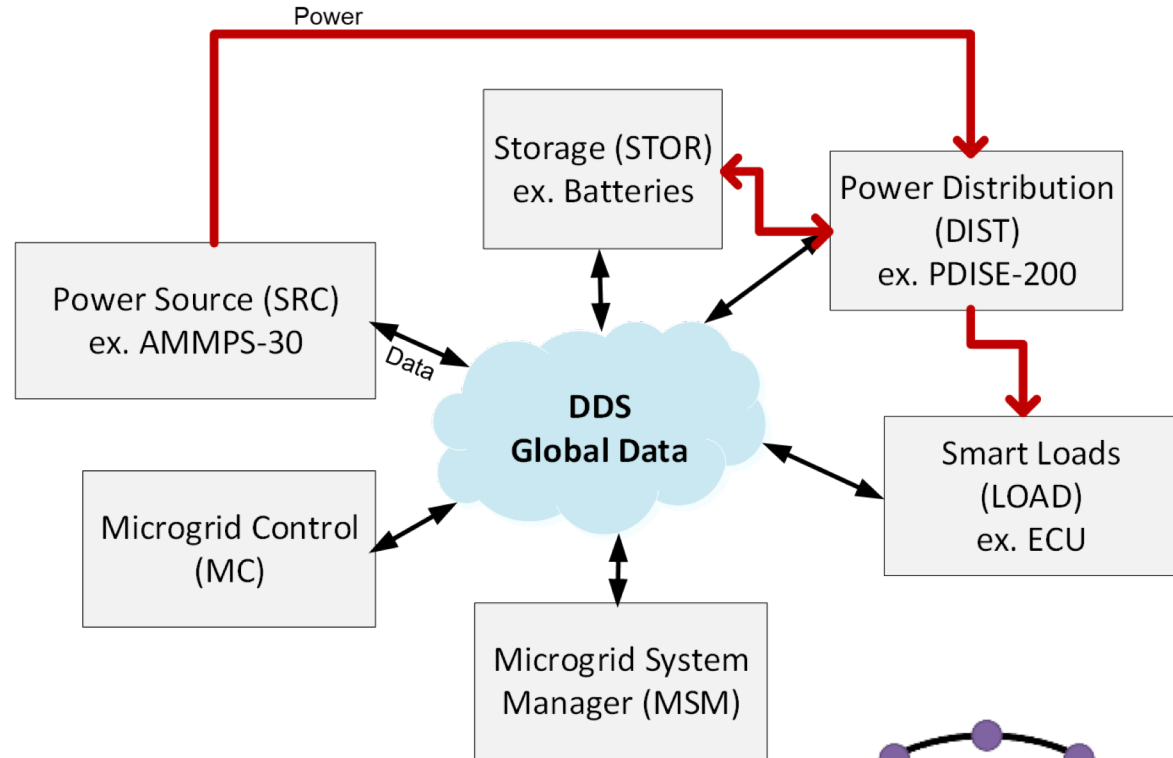 Power
Storage (STOR)
ex. Batteries
Power Distribution
(DIST)
ex. PDISE-200
Power Source (SRC)
ex. AMMPS-30
Data
DDS
Global Data
Smart Loads
(LOAD)
ex. ECU
Microgrid Control
(MC)
Microgrid System
Manager (MSM)